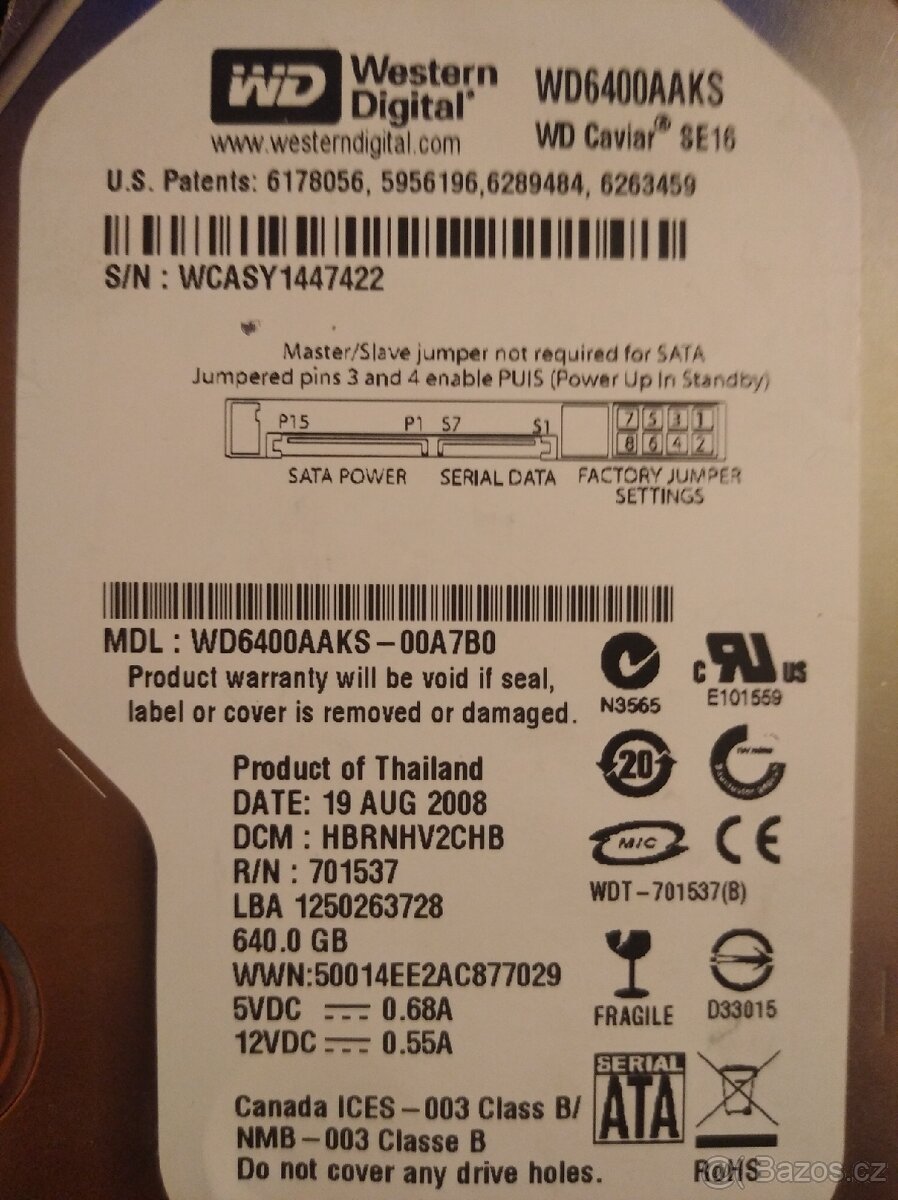 WD Western Digital® WD6400AAKS
www.westerndigital.com WD Caviar® SE16
U.S. Patents: 6178056, 5956196,6289484, 6263459
S/N : WCASY1447422
Master/Slave jumper not required for SATA
Jumpered pins 3 and 4 enable PUIS (Power Up In Standby)
P15 P1 S7 S1 7 5 3 1
8 6 4 2
SATA POWER SERIAL DATA FACTORY JUMPER
SETTINGS
MDL : WD6400AAKS-00A7B0
Product warranty will be void if seal,
label or cover is removed or damaged.
N3565
C UR US
E101559
Product of Thailand
DATE: 19 AUG 2008
DCM : HBRNHV2CHB
R/N : 701537
LBA 1250263728
640.0 GB
WWN:50014EE2AC877029
5VDC 0.68A
12VDC 0.55A
20
MIC CE
WDT-701537(B)
FRAGILE D33015
SERIAL
ATA
RoHS
Canada ICES-003 Class B/
NMB-003 Classe B
Do not cover any drive holes.
Bazos.cz